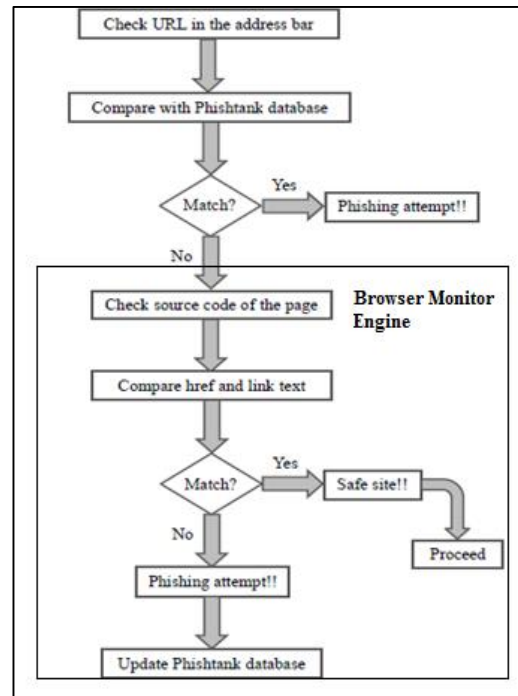 Check URL in the address bar
Compare with Phishtank database
Match?
Yes
Phishing attempt!!
No
Check source code of the page
Browser Monitor
Engine
Compare href and link text
Match?
Yes
Safe site!!
No
Proceed
Phishing attempt!!
Update Phishtank database